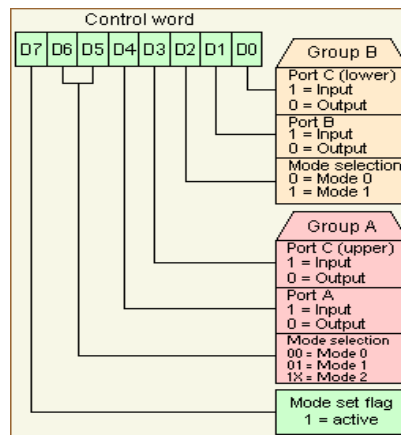 Control word
D7 D6 D5 D4 D3 D2 D1 D0
Group B
Port C (lower)
1 = Input
0 = Output
Port B
1 = Input
0 = Output
Mode selection
0 = Mode 0
1 = Mode 1
Group A
Port C (upper)
1 = Input
0 = Output
Port A
1 = Input
0 = Output
Mode selection
00 = Mode 0
01 = Mode 1
1X = Mode 2
Mode set flag
1 = active